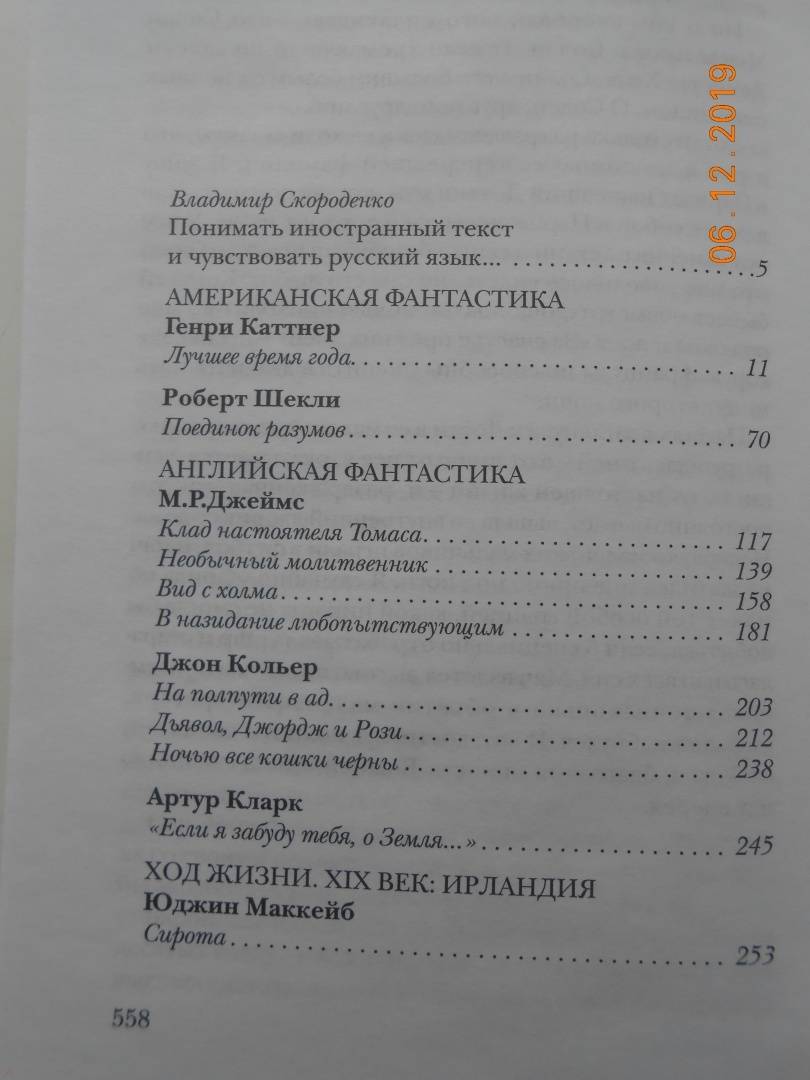 06.12.2019
Владимир Скороденко
Понимать иностранный текст
и чувствовать русский язык... . . . . . . . . . . . . . . . . . . . . .5
АМЕРИКАНСКАЯ ФАНТАСТИКА
Генри Каттнер
Лучшее время года. . . . . . . . . . . . . . . . . . . . . . . . . . . . . . 11
Роберт Шекли
Поединок разумов . . . . . . . . . . . . . . . . . . . . . . . . . . . . . . 70
АНГЛИЙСКАЯ ФАНТАСТИКА
М.Р.Джеймс
Клад настоятеля Томаса. . . . . . . . . . . . . . . . . . . . . . . . 117
Необычный молитвенник . . . . . . . . . . . . . . . . . . . . . . . 139
Вид с холма . . . . . . . . . . . . . . . . . . . . . . . . . . . . . . . . . . . 158
В назидание любопытствующим . . . . . . . . . . . . . . . . . 181
Джон Кольер
На полпути в ад. . . . . . . . . . . . . . . . . . . . . . . . . . . . . . . . 203
Дьявол, Джордж и Рози . . . . . . . . . . . . . . . . . . . . . . . . . 212
Ночью все кошки черны . . . . . . . . . . . . . . . . . . . . . . . . . 238
Артур Кларк
«Если я забуду тебя, о Земля...» . . . . . . . . . . . . . . . . . . . 245
ХОД ЖИЗНИ. XIX ВЕК: ИРЛАНДИЯ
Юджин Маккейб
Сирота . . . . . . . . . . . . . . . . . . . . . . . . . . . . . . . . . . . . . . . 253
558